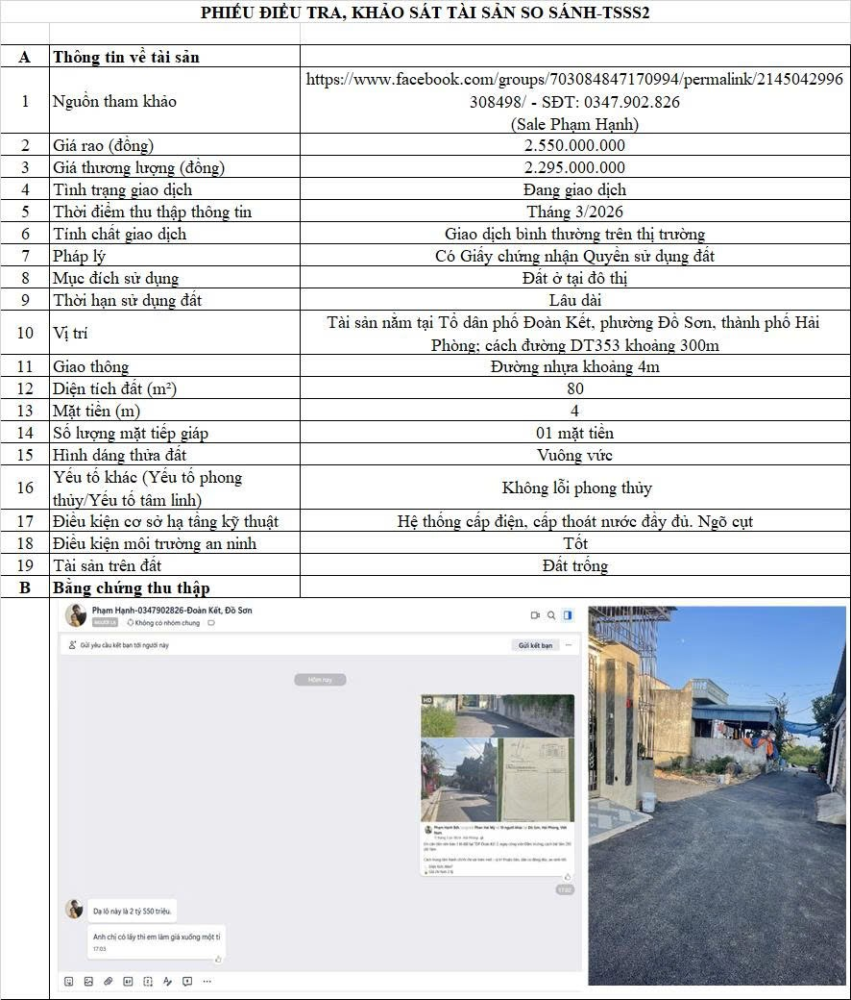 PHIẾU ĐIỀU TRA, KHẢO SÁT TÀI SẢN SO SÁNH-TSSS2
A Thông tin về tài sản
1 Nguồn tham khảo https://www.facebook.com/groups/703084847170994/permalink/2145042996
308498/ - SĐT: 0347.902.826
(Sale Phạm Hạnh)
2 Giá rao (đồng) 2.550.000.000
3 Giá thương lượng (đồng) 2.295.000.000
4 Tình trạng giao dịch Đang giao dịch
5 Thời điểm thu thập thông tin Tháng 3/2026
6 Tính chất giao dịch Giao dịch bình thường trên thị trường
7 Pháp lý Có Giấy chứng nhận Quyền sử dụng đất
8 Mục đích sử dụng Đất ở tại đô thị
9 Thời hạn sử dụng đất Lâu dài
10 Vị trí Tài sản nằm tại Tổ dân phố Đoàn Kết, phường Đồ Sơn, thành phố Hải
Phòng; cách đường DT353 khoảng 300m
11 Giao thông Đường nhựa khoảng 4m
12 Diện tích đất (m²) 80
13 Mặt tiền (m) 4
14 Số lượng mặt tiếp giáp 01 mặt tiền
15 Hình dáng thửa đất Vuông vức
16 Yếu tố khác (Yếu tố phong
thủy/Yếu tố tâm linh) Không lỗi phong thủy
17 Điều kiện cơ sở hạ tầng kỹ thuật Hệ thống cấp điện, cấp thoát nước đầy đủ. Ngõ cụt
18 Điều kiện môi trường an ninh Tốt
19 Tài sản trên đất Đất trống
B Bằng chứng thu thập
Phạm Hạnh-0347902826-Đoàn Kết, Đồ Sơn
NGƯỜI LẠ Không có nhóm chung
Gửi yêu cầu kết bạn tới người này Gửi kết bạn
Hôm nay
HD
17:02
Dạ lô này là 2 tỷ 550 triệu.
Anh chị có lấy thì em làm giá xuống một tí
17:03